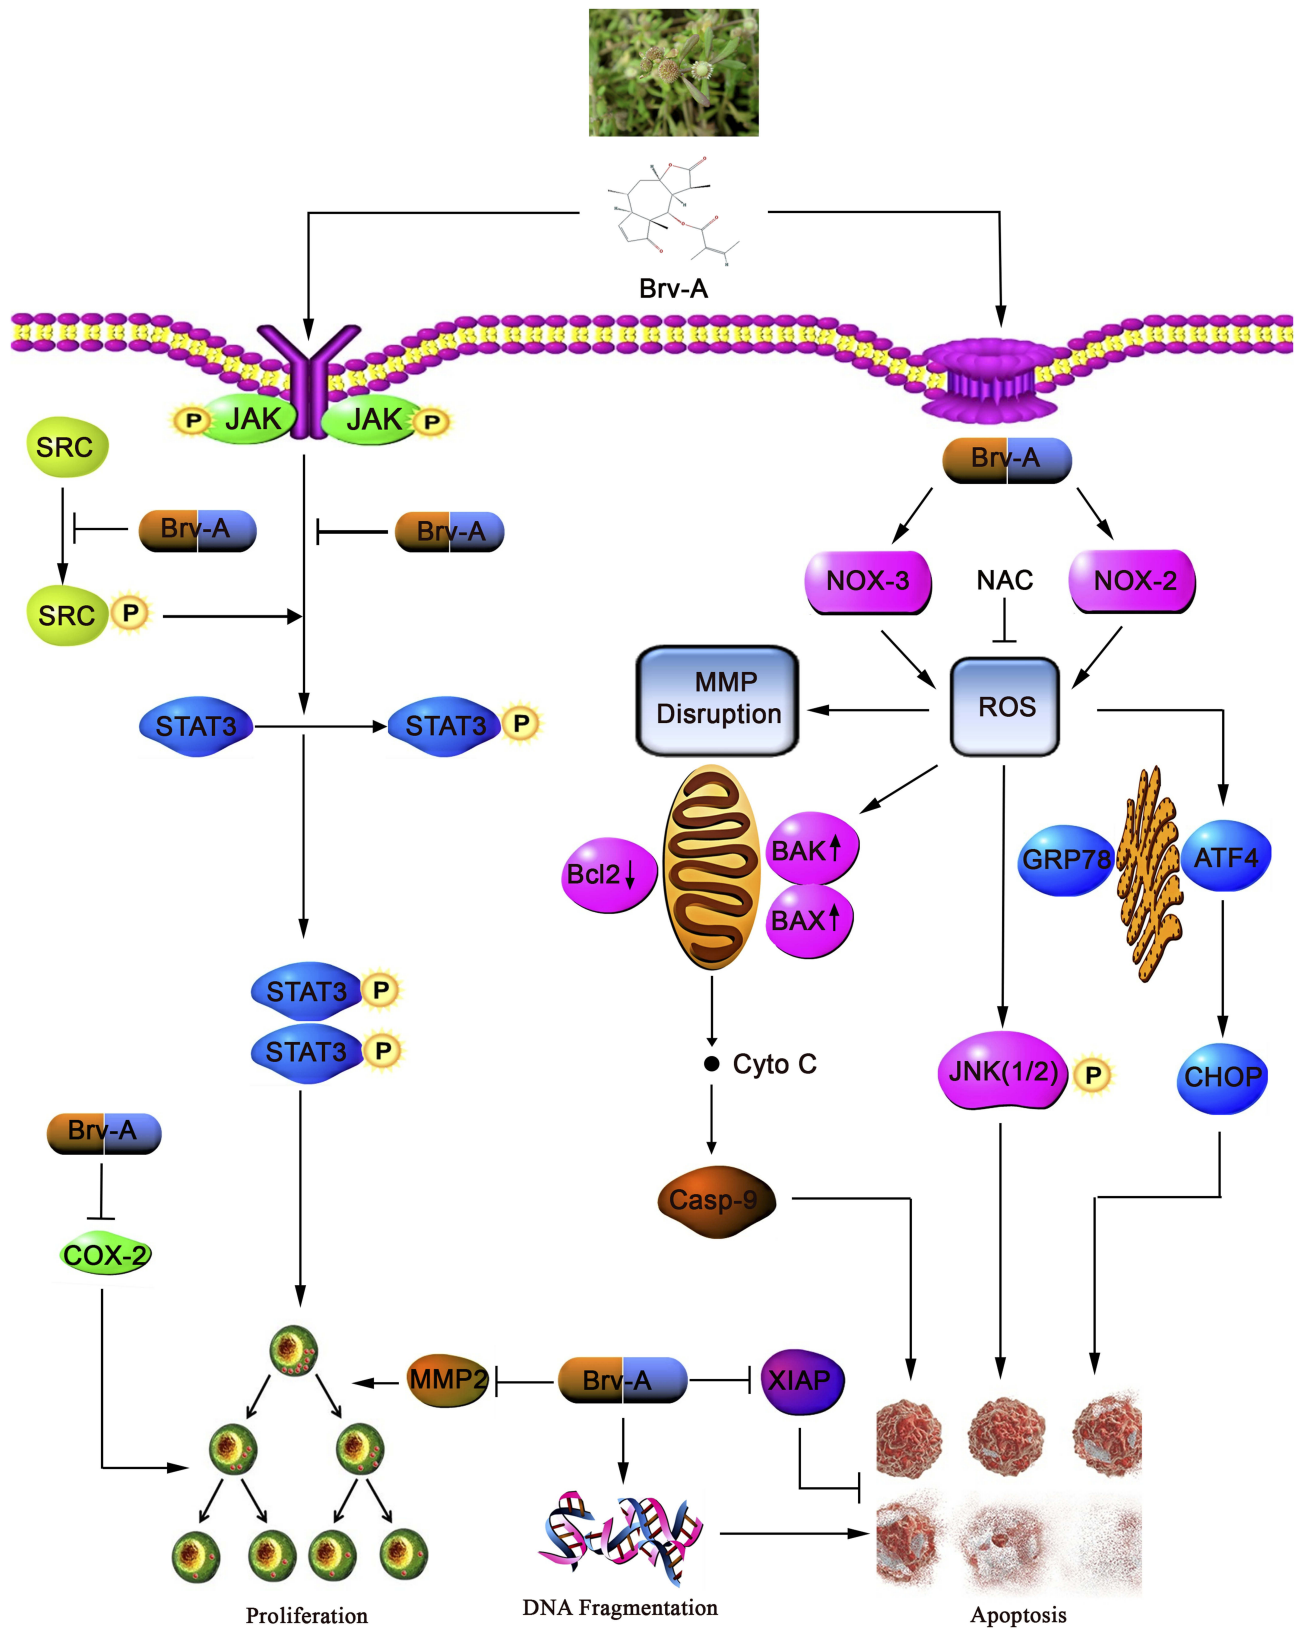 Brv-A
P
JAK
JAK
P
SRC
Brv-A
Brv-A
Brv-A
NOX-3
NAC
NOX-2
SRC
P
MMP
Disruption
ROS
STAT3
STAT3
P
Bcl2↓
BAK↑
BAX↑
GRP78
ATF4
STAT3
P
STAT3
P
Cyto C
JNK(1/2)
P
CHOP
Brv-A
Casp-9
COX-2
MMP2
Brv-A
XIAP
Proliferation
DNA Fragmentation
Apoptosis